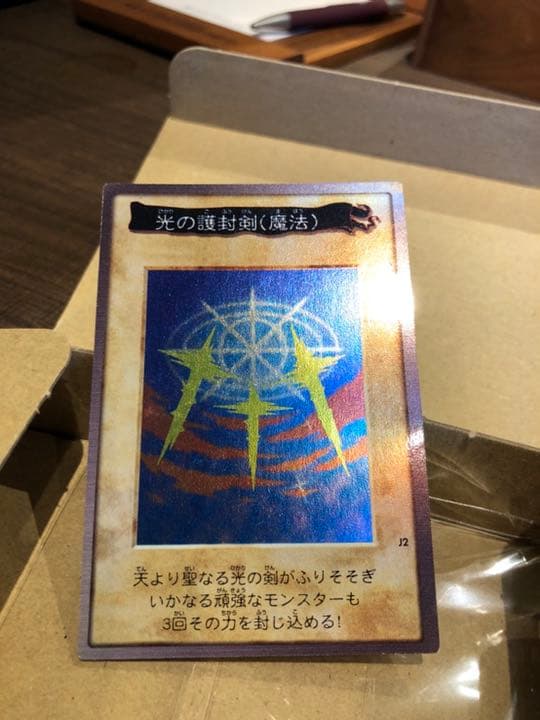 光の護封剣(魔法)
J2
天より聖なる光の剣がふりそそぎ
いかなる頑強なモンスターも
3回その力を封じ込める!